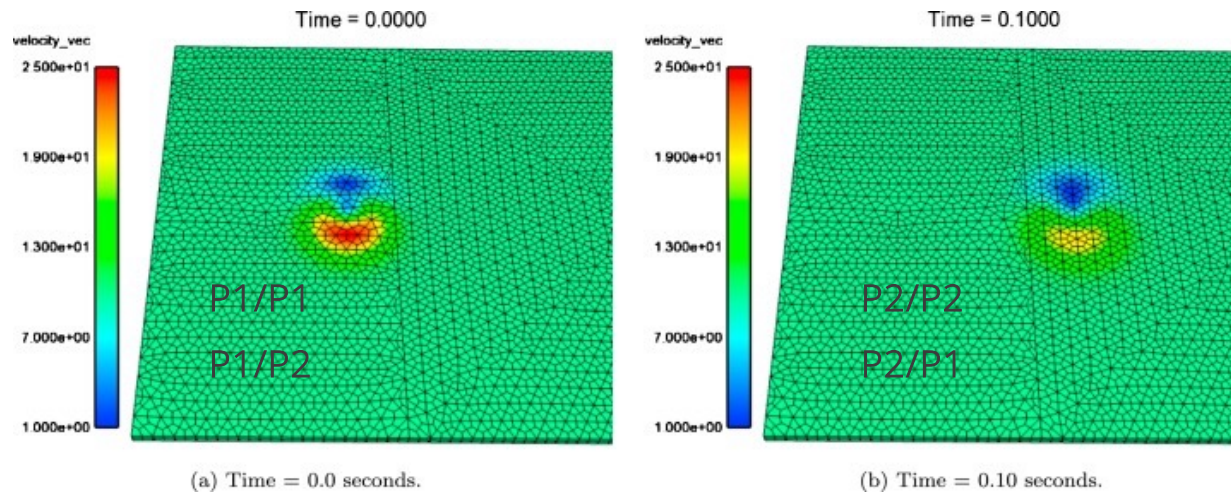 Time = 0.0000
velocity_vec
2.500e+01
1.900e+01
1.300e+01
7.000e+00
1.000e+00
P1/P1
P1/P2
(a) Time = 0.0 seconds.
Time = 0.1000
velocity_vec
2.500e+01
1.900e+01
1.300e+01
7.000e+00
1.000e+00
P2/P2
P2/P1
(b) Time = 0.10 seconds.